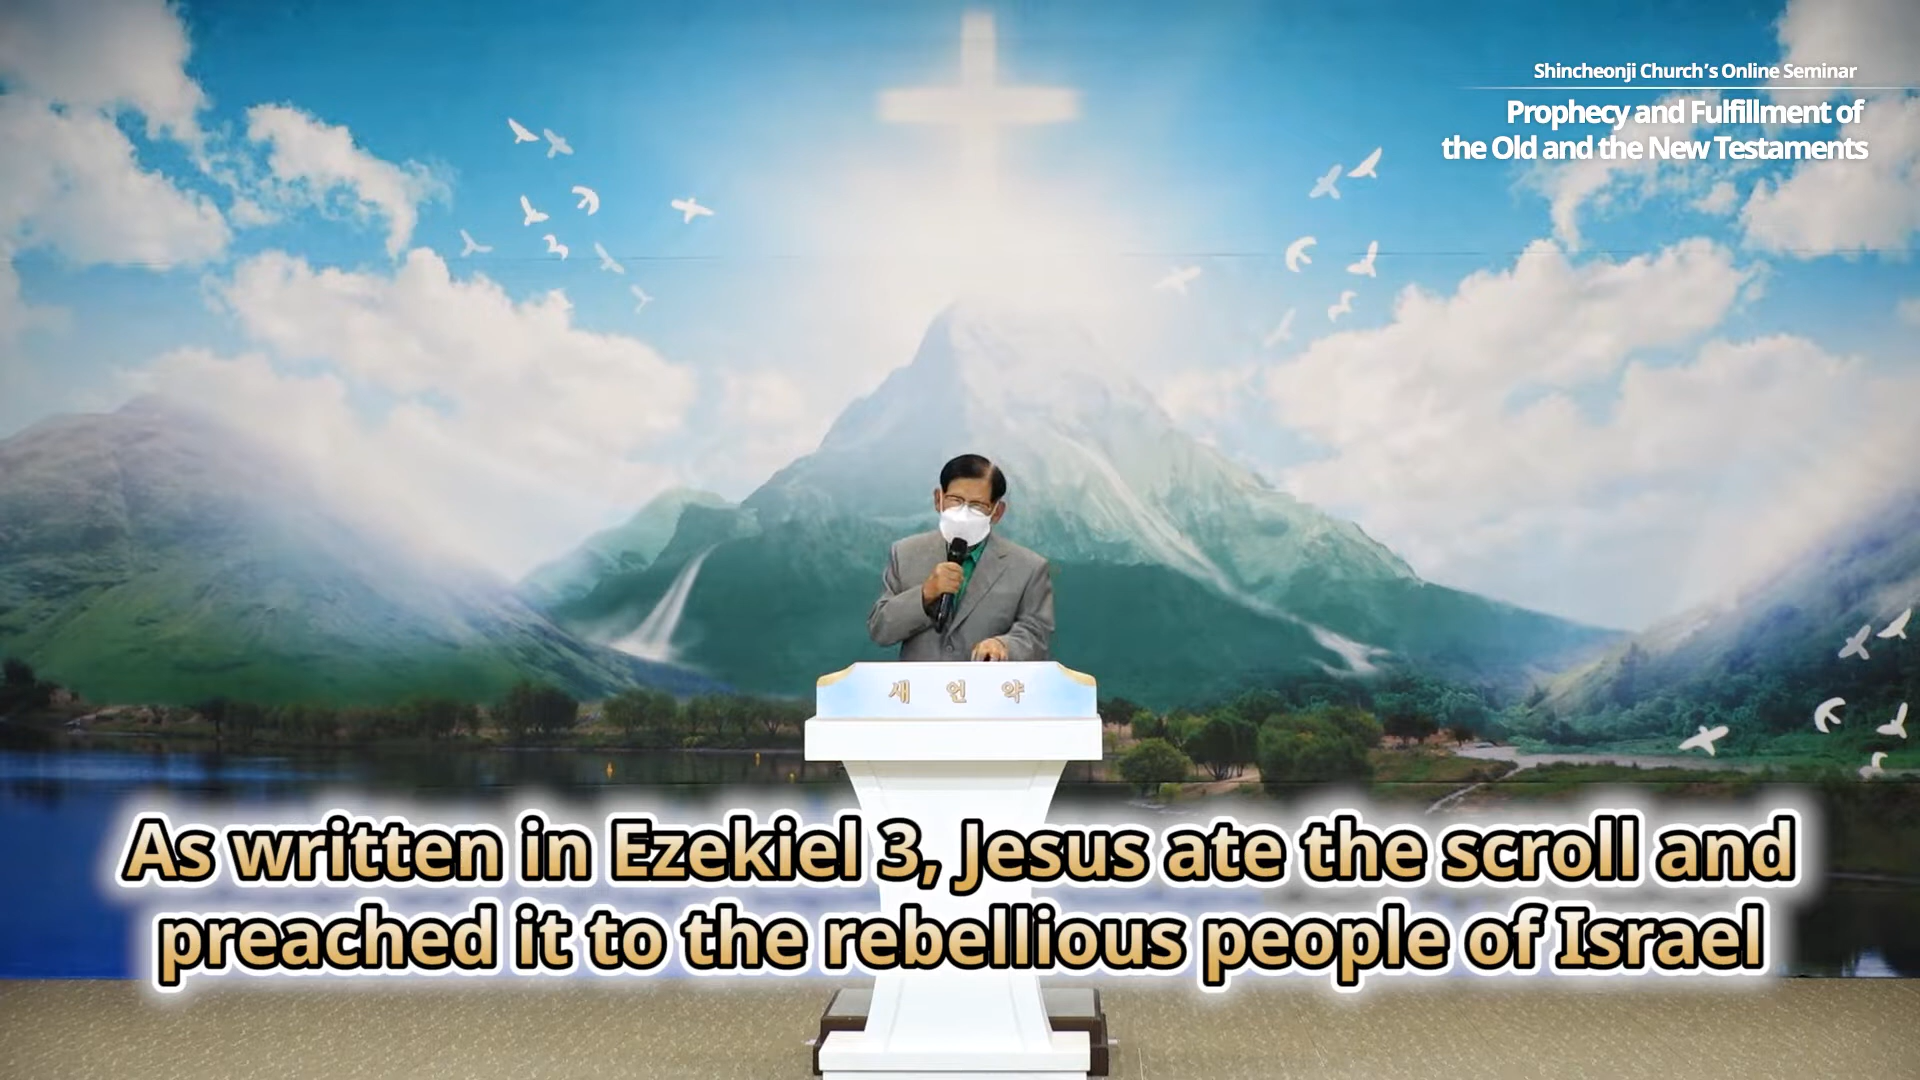 Shincheonji Church's Online Seminar
Prophecy and Fulfillment of
the Old and the New Testaments
새 언 약
As written in Ezekiel 3, Jesus ate the scroll and
preached it to the rebellious people of Israel